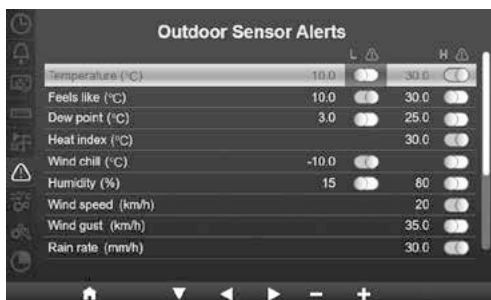 Outdoor Sensor Alerts
L H
Temperature (°C) 10.0 30.0
Feels like (°C) 10.0 30.0
Dew point (°C) 3.0 25.0
Heat index (°C) 30.0
Wind chill (°C) -10.0
Humidity (%) 15 80
Wind speed (km/h) 20
Wind gust (km/h) 35.0
Rain rate (mm/h) 30.0